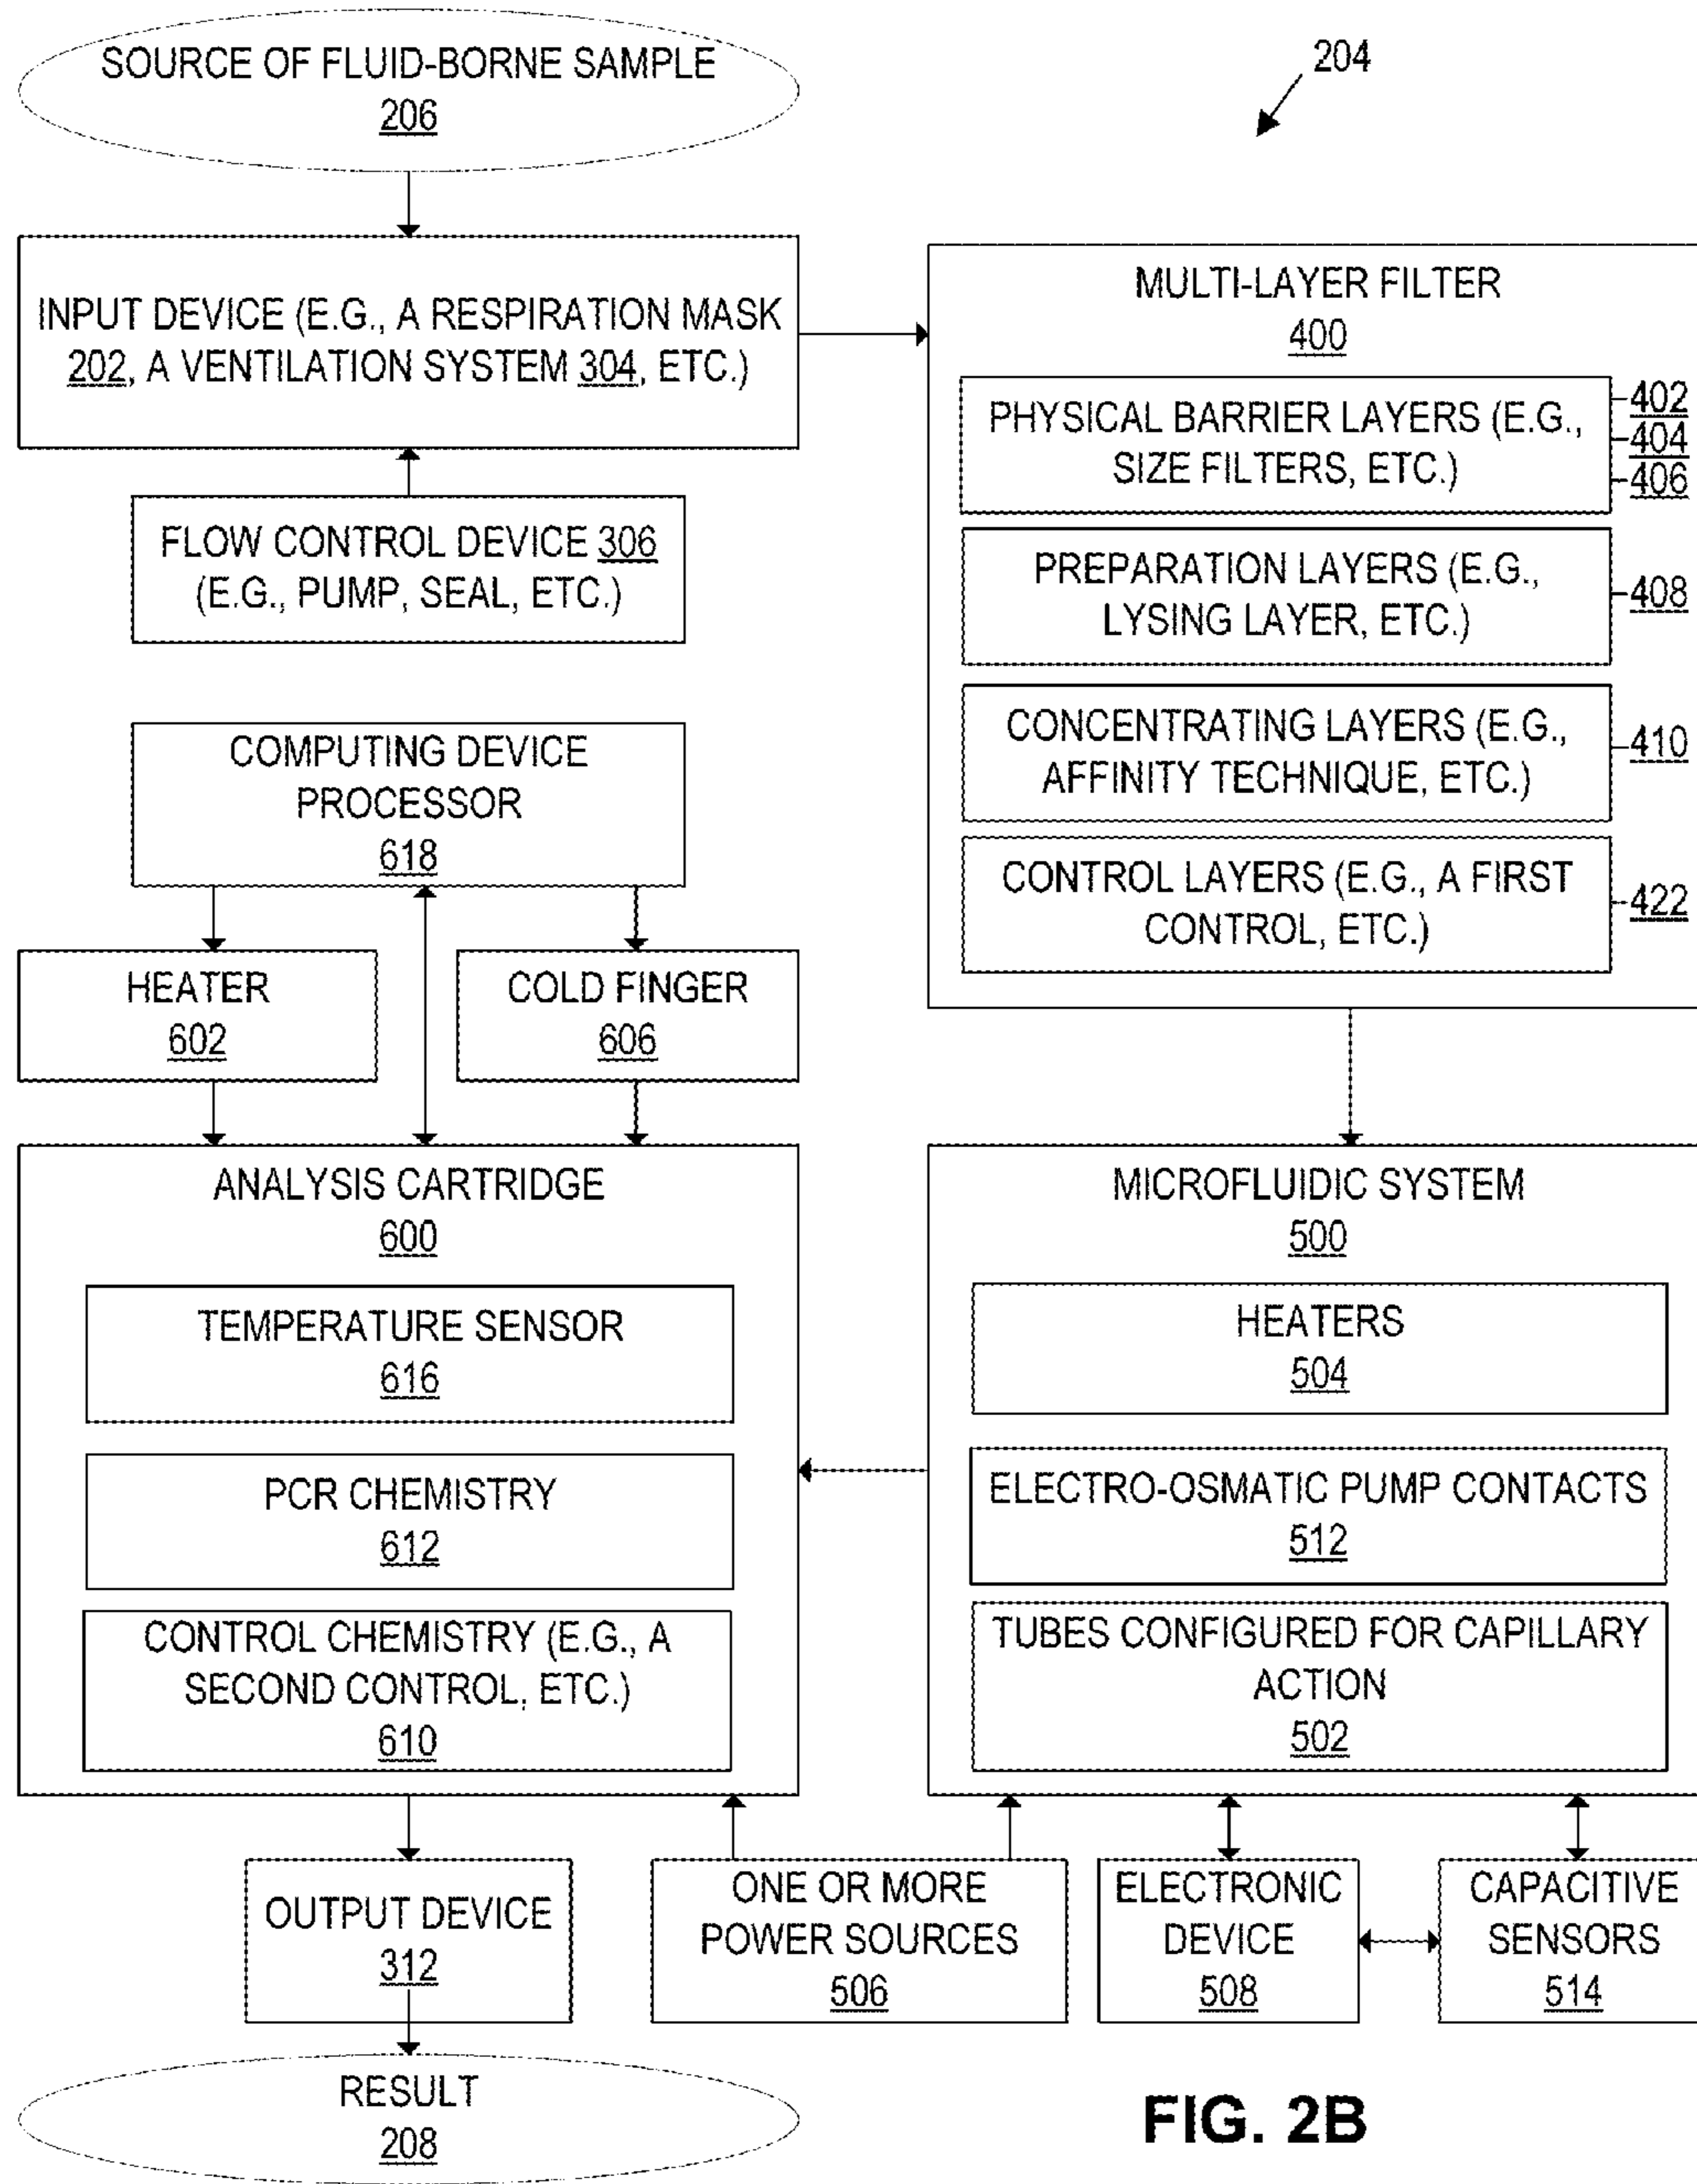 SOURCE OF FLUID-BORNE SAMPLE
206
204
INPUT DEVICE (E.G., A RESPIRATION MASK
202, A VENTILATION SYSTEM 304, ETC.)
FLOW CONTROL DEVICE 306
(E.G., PUMP, SEAL, ETC.)
MULTI-LAYER FILTER
400
PHYSICAL BARRIER LAYERS (E.G.,
SIZE FILTERS, ETC.)
402
404
406
PREPARATION LAYERS (E.G.,
LYSING LAYER, ETC.)
408
CONCENTRATING LAYERS (E.G.,
AFFINITY TECHNIQUE, ETC.)
410
CONTROL LAYERS (E.G., A FIRST
CONTROL, ETC.)
422
COMPUTING DEVICE
PROCESSOR
618
HEATER
602
COLD FINGER
606
ANALYSIS CARTRIDGE
600
TEMPERATURE SENSOR
616
PCR CHEMISTRY
612
CONTROL CHEMISTRY (E.G., A
SECOND CONTROL, ETC.)
610
MICROFLUIDIC SYSTEM
500
HEATERS
504
ELECTRO-OSMATIC PUMP CONTACTS
512
TUBES CONFIGURED FOR CAPILLARY
ACTION
502
OUTPUT DEVICE
312
ONE OR MORE
POWER SOURCES
506
ELECTRONIC
DEVICE
508
CAPACITIVE
SENSORS
514
RESULT
208
FIG. 2B